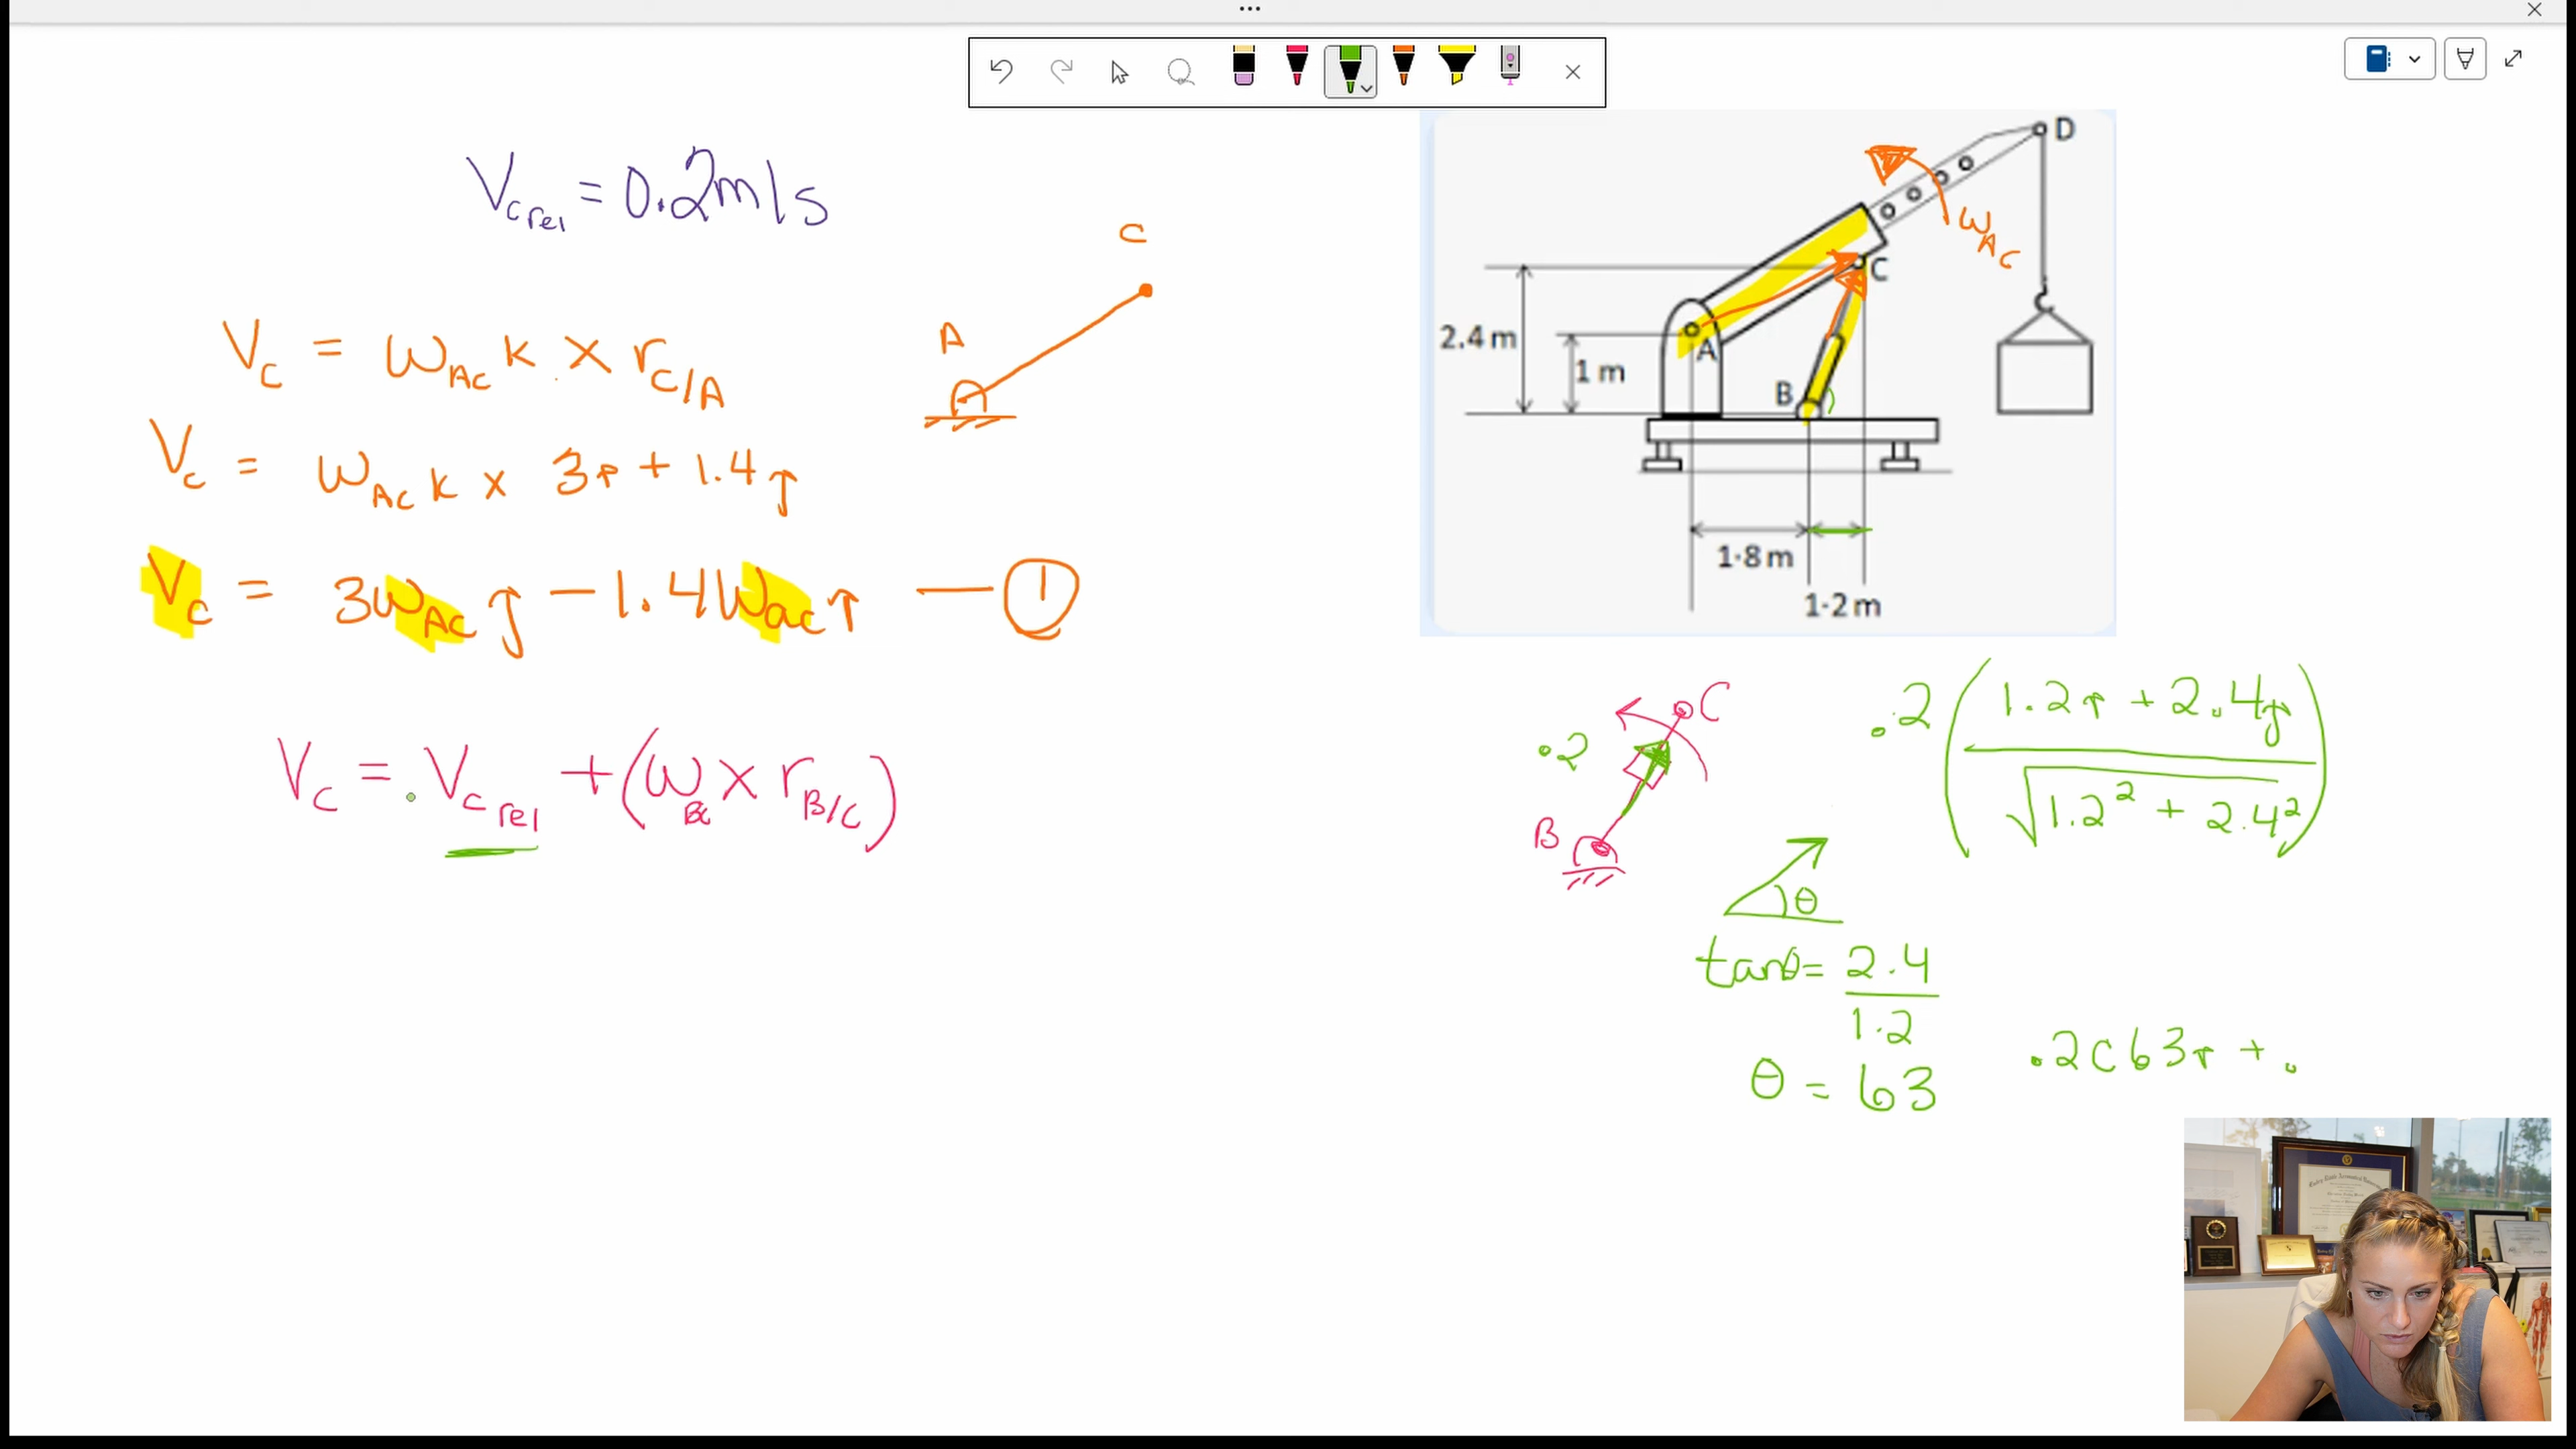 V_C rel = 0.2 m/s
C
A
V_C = ω_AC k × r_C/A
V_C = ω_AC k × 3i + 1.4j
V_C = 3ω_AC j − 1.4ω_ac i — ①
V_C = V_C rel + (ω_BC × r_B/C)
D
ω_AC
C
2.4 m
A
1 m
B
1·8 m
1·2 m
C
.2
B
.2 ( 1.2i + 2.4j / √1.2² + 2.4² )
θ
tanθ = 2.4 / 1.2
θ = 63
.2c63i + .